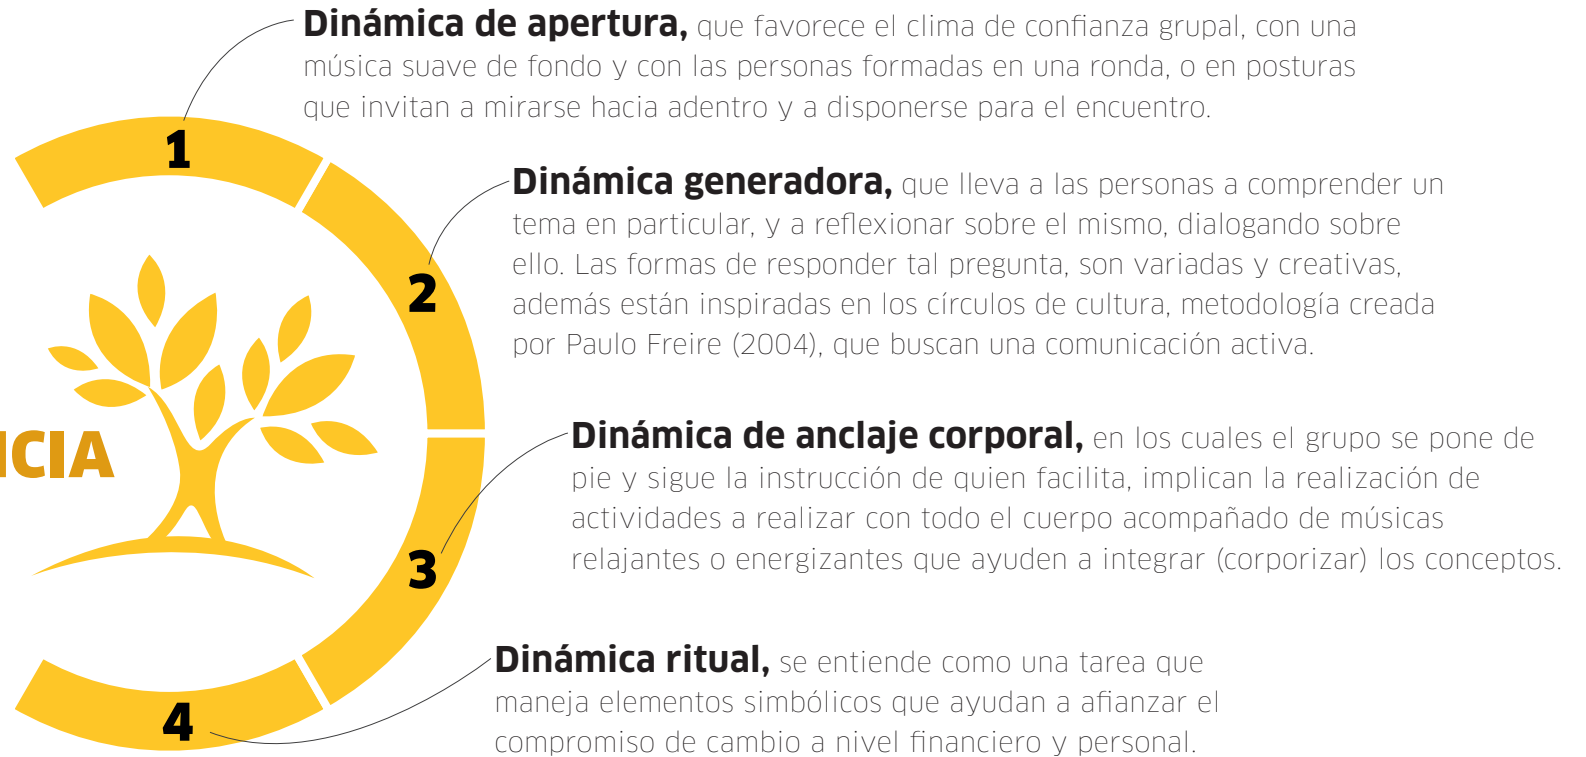 Dinámica de apertura, que favorece el clima de confianza grupal, con una
música suave de fondo y con las personas formadas en una ronda, o en posturas
que invitan a mirarse hacia adentro y a disponerse para el encuentro.
1
Dinámica generadora, que lleva a las personas a comprender un
tema en particular, y a reflexionar sobre el mismo, dialogando sobre
ello. Las formas de responder tal pregunta, son variadas y creativas,
además están inspiradas en los círculos de cultura, metodología creada
por Paulo Freire (2004), que buscan una comunicación activa.
2
NCIA
Dinámica de anclaje corporal, en los cuales el grupo se pone de
pie y sigue la instrucción de quien facilita, implican la realización de
actividades a realizar con todo el cuerpo acompañado de músicas
relajantes o energizantes que ayuden a integrar (corporizar) los conceptos.
3
Dinámica ritual, se entiende como una tarea que
maneja elementos simbólicos que ayudan a afianzar el
compromiso de cambio a nivel financiero y personal.
4